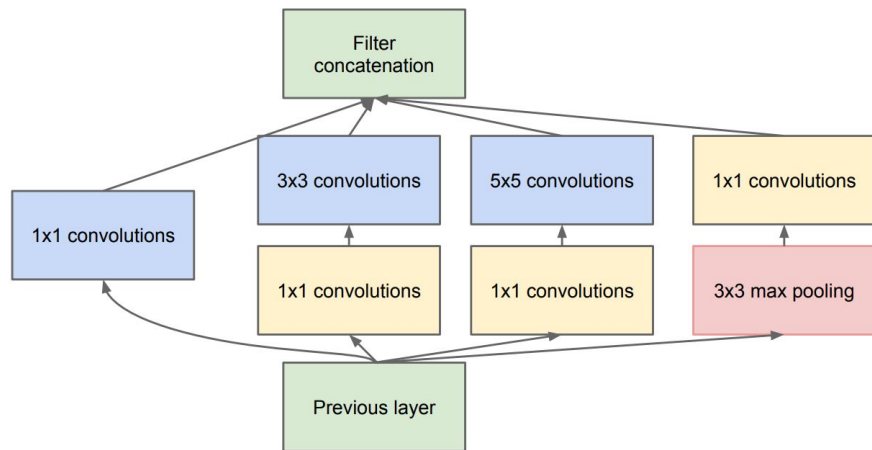 Filter
concatenation
3x3 convolutions
5x5 convolutions
1x1 convolutions
1x1 convolutions
1x1 convolutions
1x1 convolutions
3x3 max pooling
Previous layer